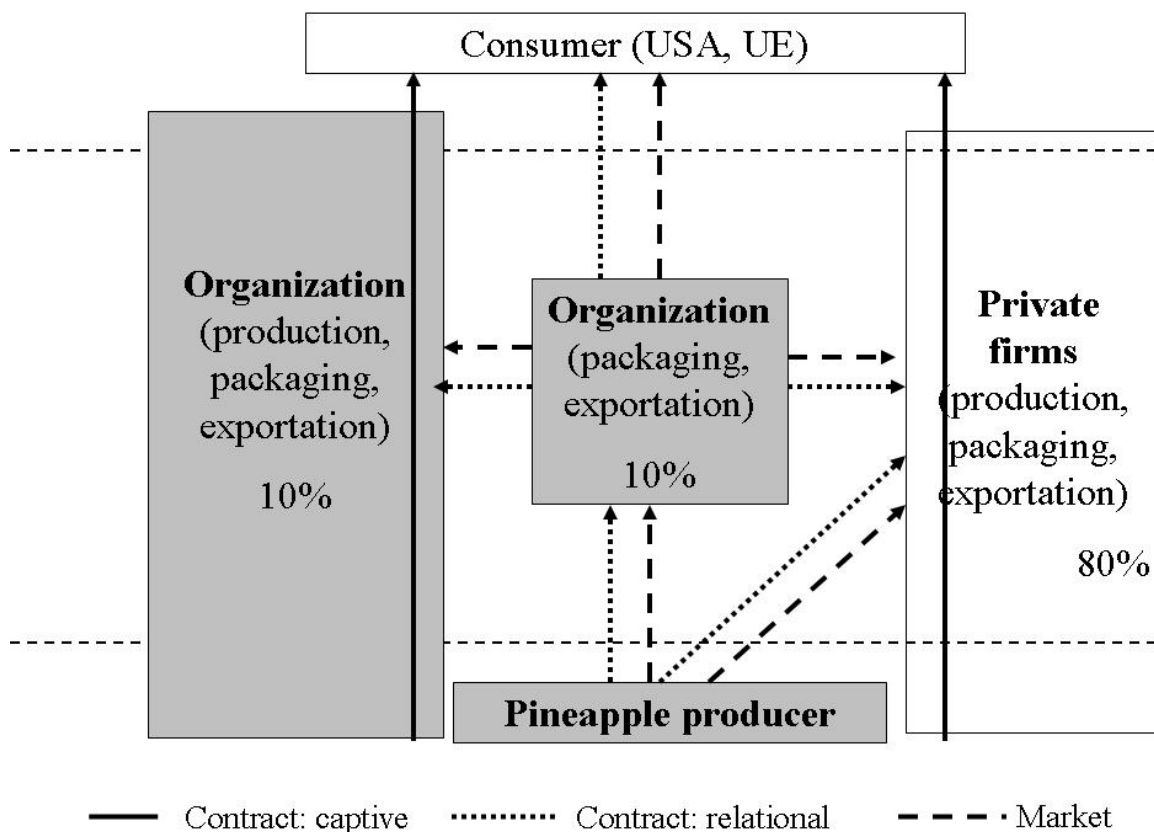 Consumer (USA, UE)
Organization
(production,
packaging,
exportation)
10%
Organization
(packaging,
exportation)
10%
Private
firms
(production,
packaging,
exportation)
80%
Pineapple producer
Contract: captive
Contract: relational
Market